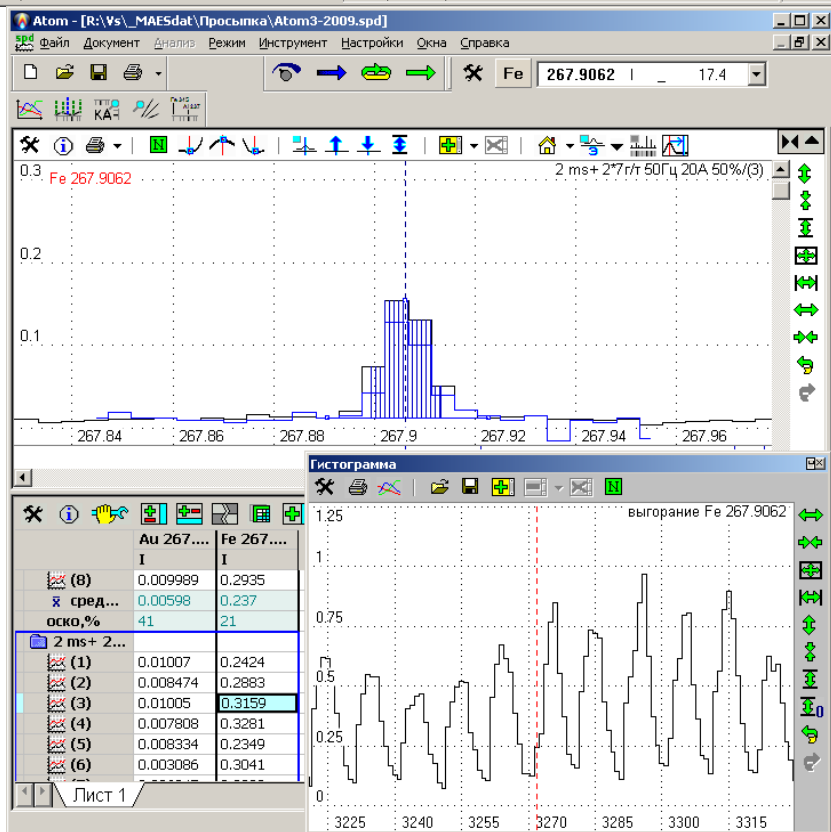 Atom - [R:\Vs\_MAESdat\Просыпка\Atom3-2009.spd]
spd Файл Документ Анализ Режим Инструмент Настройки Окна Справка
Fe 267.9062 I _ 17.4
КАЧ
N
0.3 Fe 267.9062 2 ms+ 2*7г/т 50Гц 20А 50%/(3)
0.2
0.1
267.84 267.86 267.88 267.9 267.92 267.94 267.96
Гистограмма
N
Au 267.... Fe 267....
I I
(8) 0.009989 0.2935
x сред... 0.00598 0.237
оско,% 41 21
2 ms+ 2...
(1) 0.01007 0.2424
(2) 0.008474 0.2883
(3) 0.01005 0.3159
(4) 0.007808 0.3281
(5) 0.008334 0.2349
(6) 0.003086 0.3041
Лист 1
1.25 выгорание Fe 267.9062
1
0.75
0.5
0.25
0
3225 3240 3255 3270 3285 3300 3315